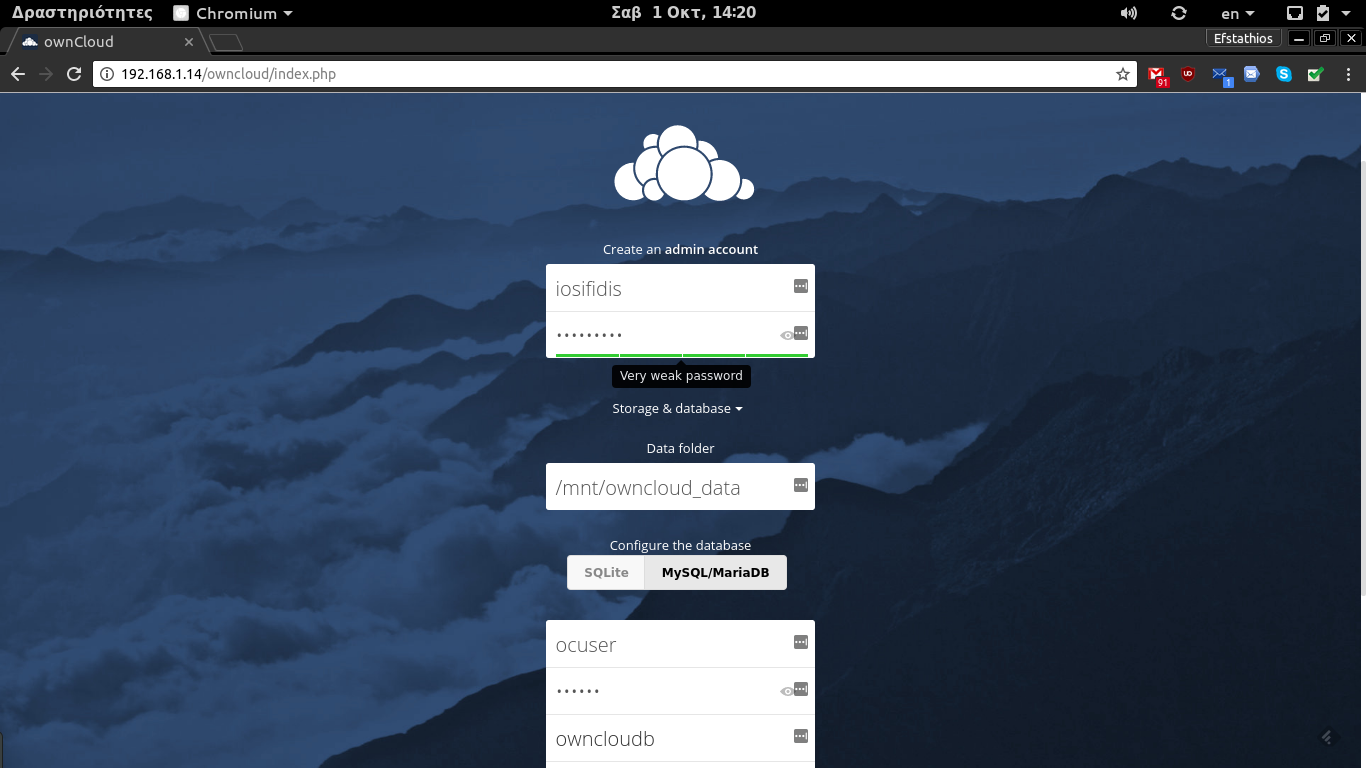 Δραστηριότητες Chromium Σαβ 1 Οκτ, 14:20 en
ownCloud Efstathios
192.168.1.14/owncloud/index.php 91 1
Create an admin account
iosifidis
•••••••••
Very weak password
Storage & database
Data folder
/mnt/owncloud_data
Configure the database
SQLite MySQL/MariaDB
ocuser
••••••
owncloudb